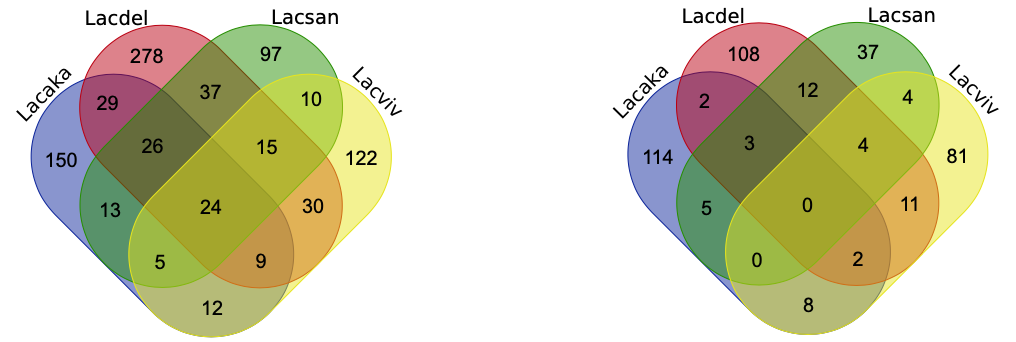 Lacdel Lacsan
Lacaka Lacviv
278 97
29 37 10
150 26 15 122
13 24 30
5 9
12
Lacdel Lacsan
Lacaka Lacviv
108 37
2 12 4
114 3 4 81
5 0 11
0 2
8